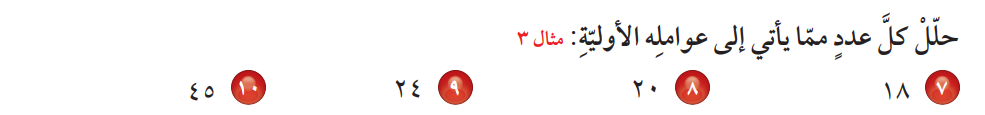 حلّلْ كلَّ عددٍ ممّا يأتي إلى عواملِه الأوليّةِ: مثال ٣
٧ ١٨ ٨ ٢٠ ٩ ٢٤ ١٠ ٤٥